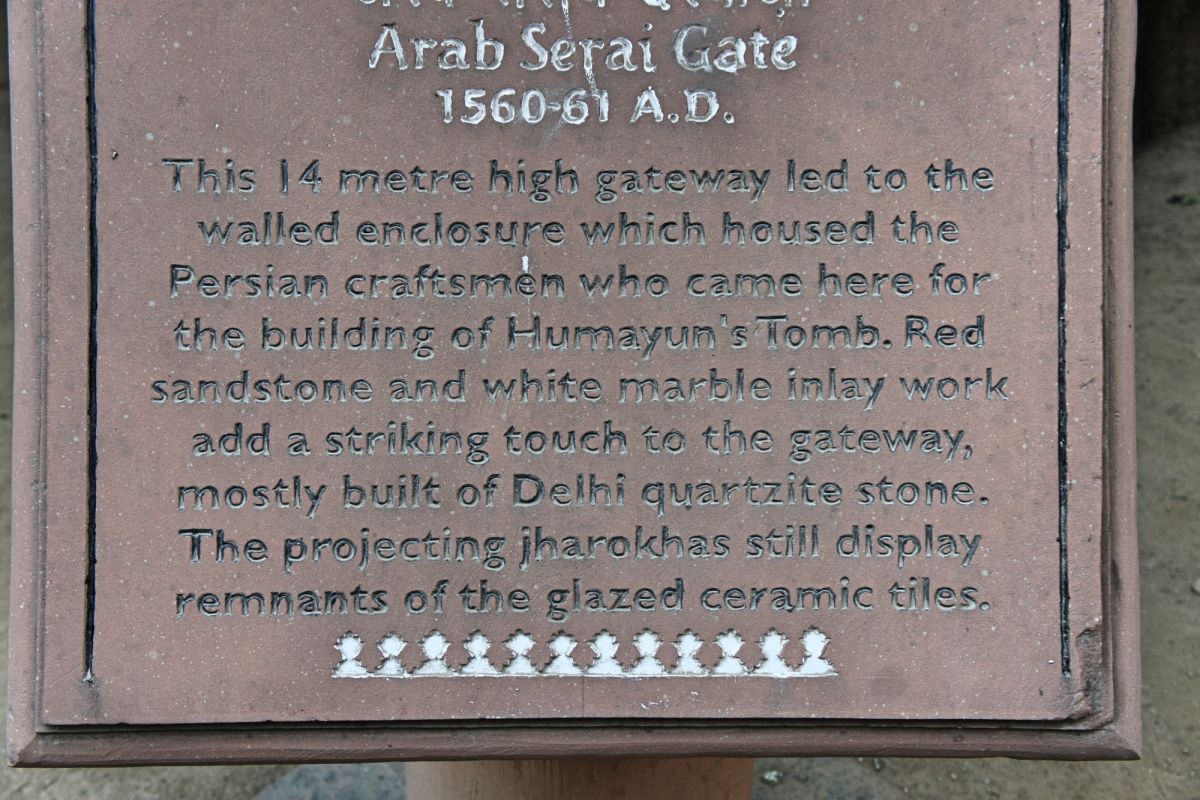 Arab Serai Gate
1560-61 A.D.
This 14 metre high gateway led to the
walled enclosure which housed the
Persian craftsmen who came here for
the building of Humayun's Tomb. Red
sandstone and white marble inlay work
add a striking touch to the gateway,
mostly built of Delhi quartzite stone.
The projecting jharokhas still display
remnants of the glazed ceramic tiles.